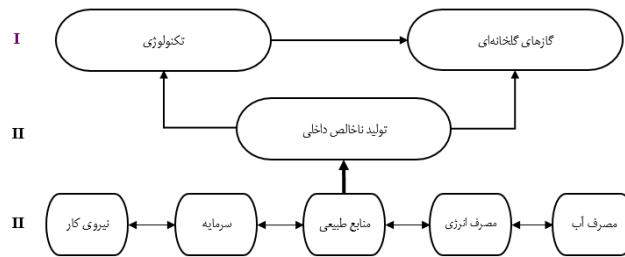 I
تکنولوژی
گازهای گلخانه‌ای
II
تولید ناخالص داخلی
II
نیروی کار
سرمایه
منابع طبیعی
مصرف انرژی
مصرف آب